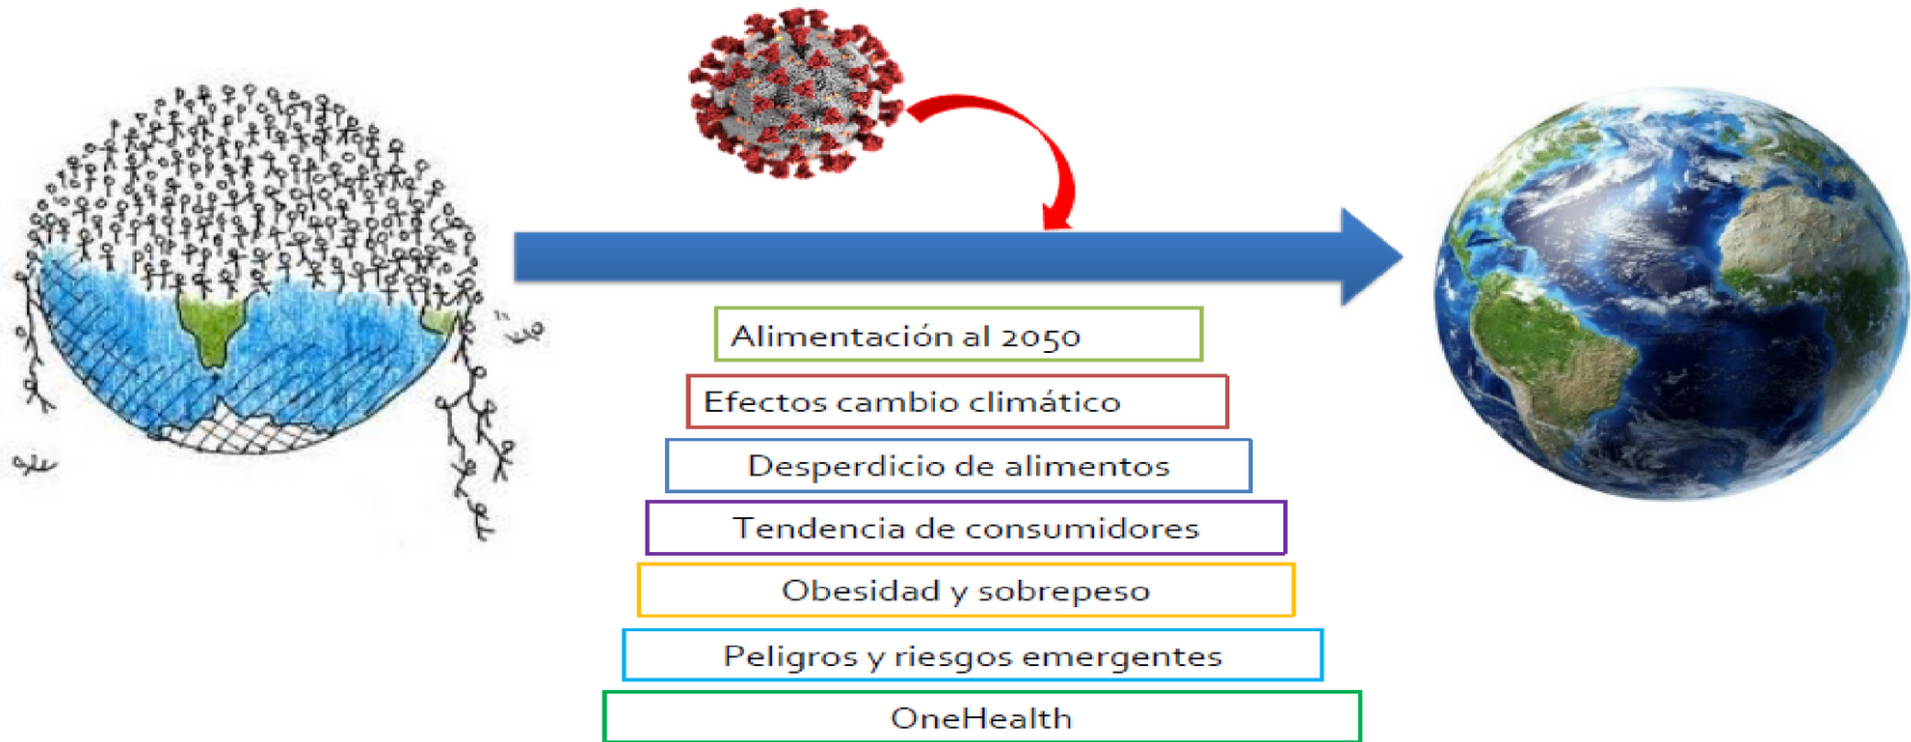 Alimentación al 2050
Efectos cambio climático
Desperdicio de alimentos
Tendencia de consumidores
Obesidad y sobrepeso
Peligros y riesgos emergentes
OneHealth